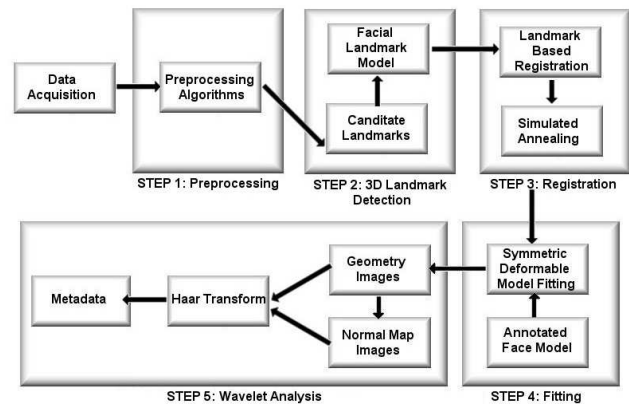 Data
Acquisition
Preprocessing
Algorithms
STEP 1: Preprocessing
Facial
Landmark
Model
Canditate
Landmarks
STEP 2: 3D Landmark
Detection
Landmark
Based
Registration
Simulated
Annealing
STEP 3: Registration
Symmetric
Deformable
Model Fitting
Annotated
Face Model
STEP 4: Fitting
Geometry
Images
Normal Map
Images
Haar Transform
Metadata
STEP 5: Wavelet Analysis